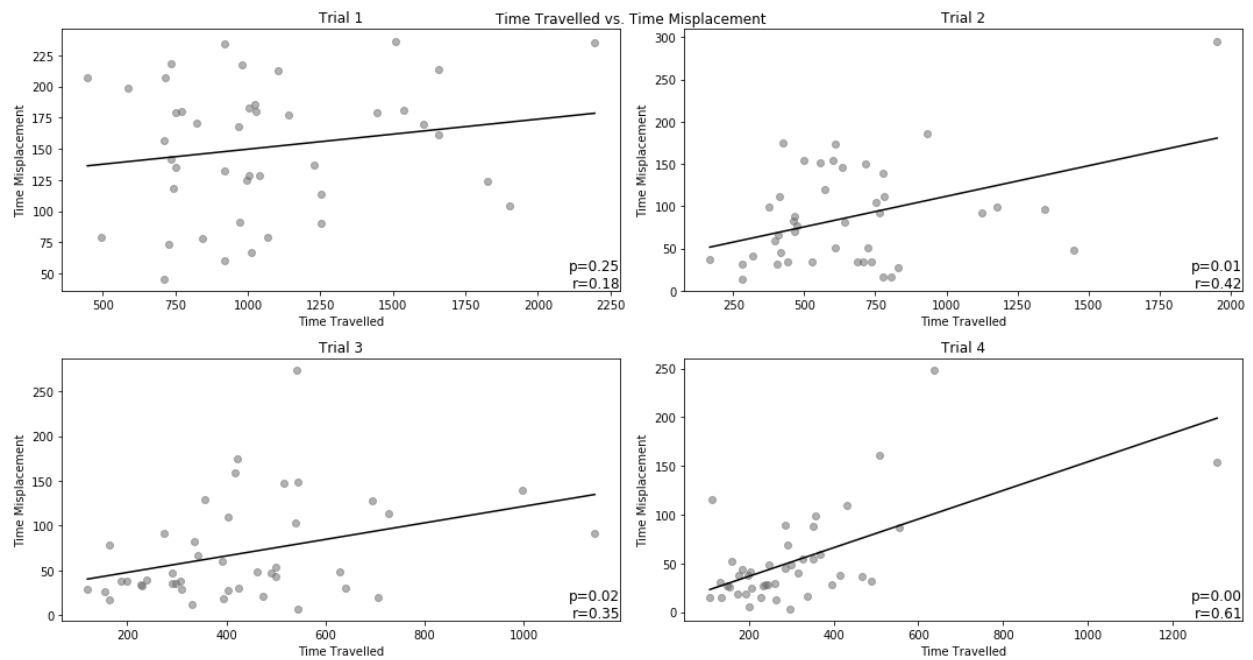 Time Travelled vs. Time Misplacement
Trial 1
Time Misplacement
225
200
175
150
125
100
75
50
500
750
1000
1250
1500
1750
2000
2250
Time Travelled
p=0.25
r=0.18
Trial 2
Time Misplacement
300
250
200
150
100
50
0
250
500
750
1000
1250
1500
1750
2000
Time Travelled
p=0.01
r=0.42
Trial 3
Time Misplacement
250
200
150
100
50
0
200
400
600
800
1000
Time Travelled
p=0.02
r=0.35
Trial 4
Time Misplacement
250
200
150
100
50
0
200
400
600
800
1000
1200
Time Travelled
p=0.00
r=0.61